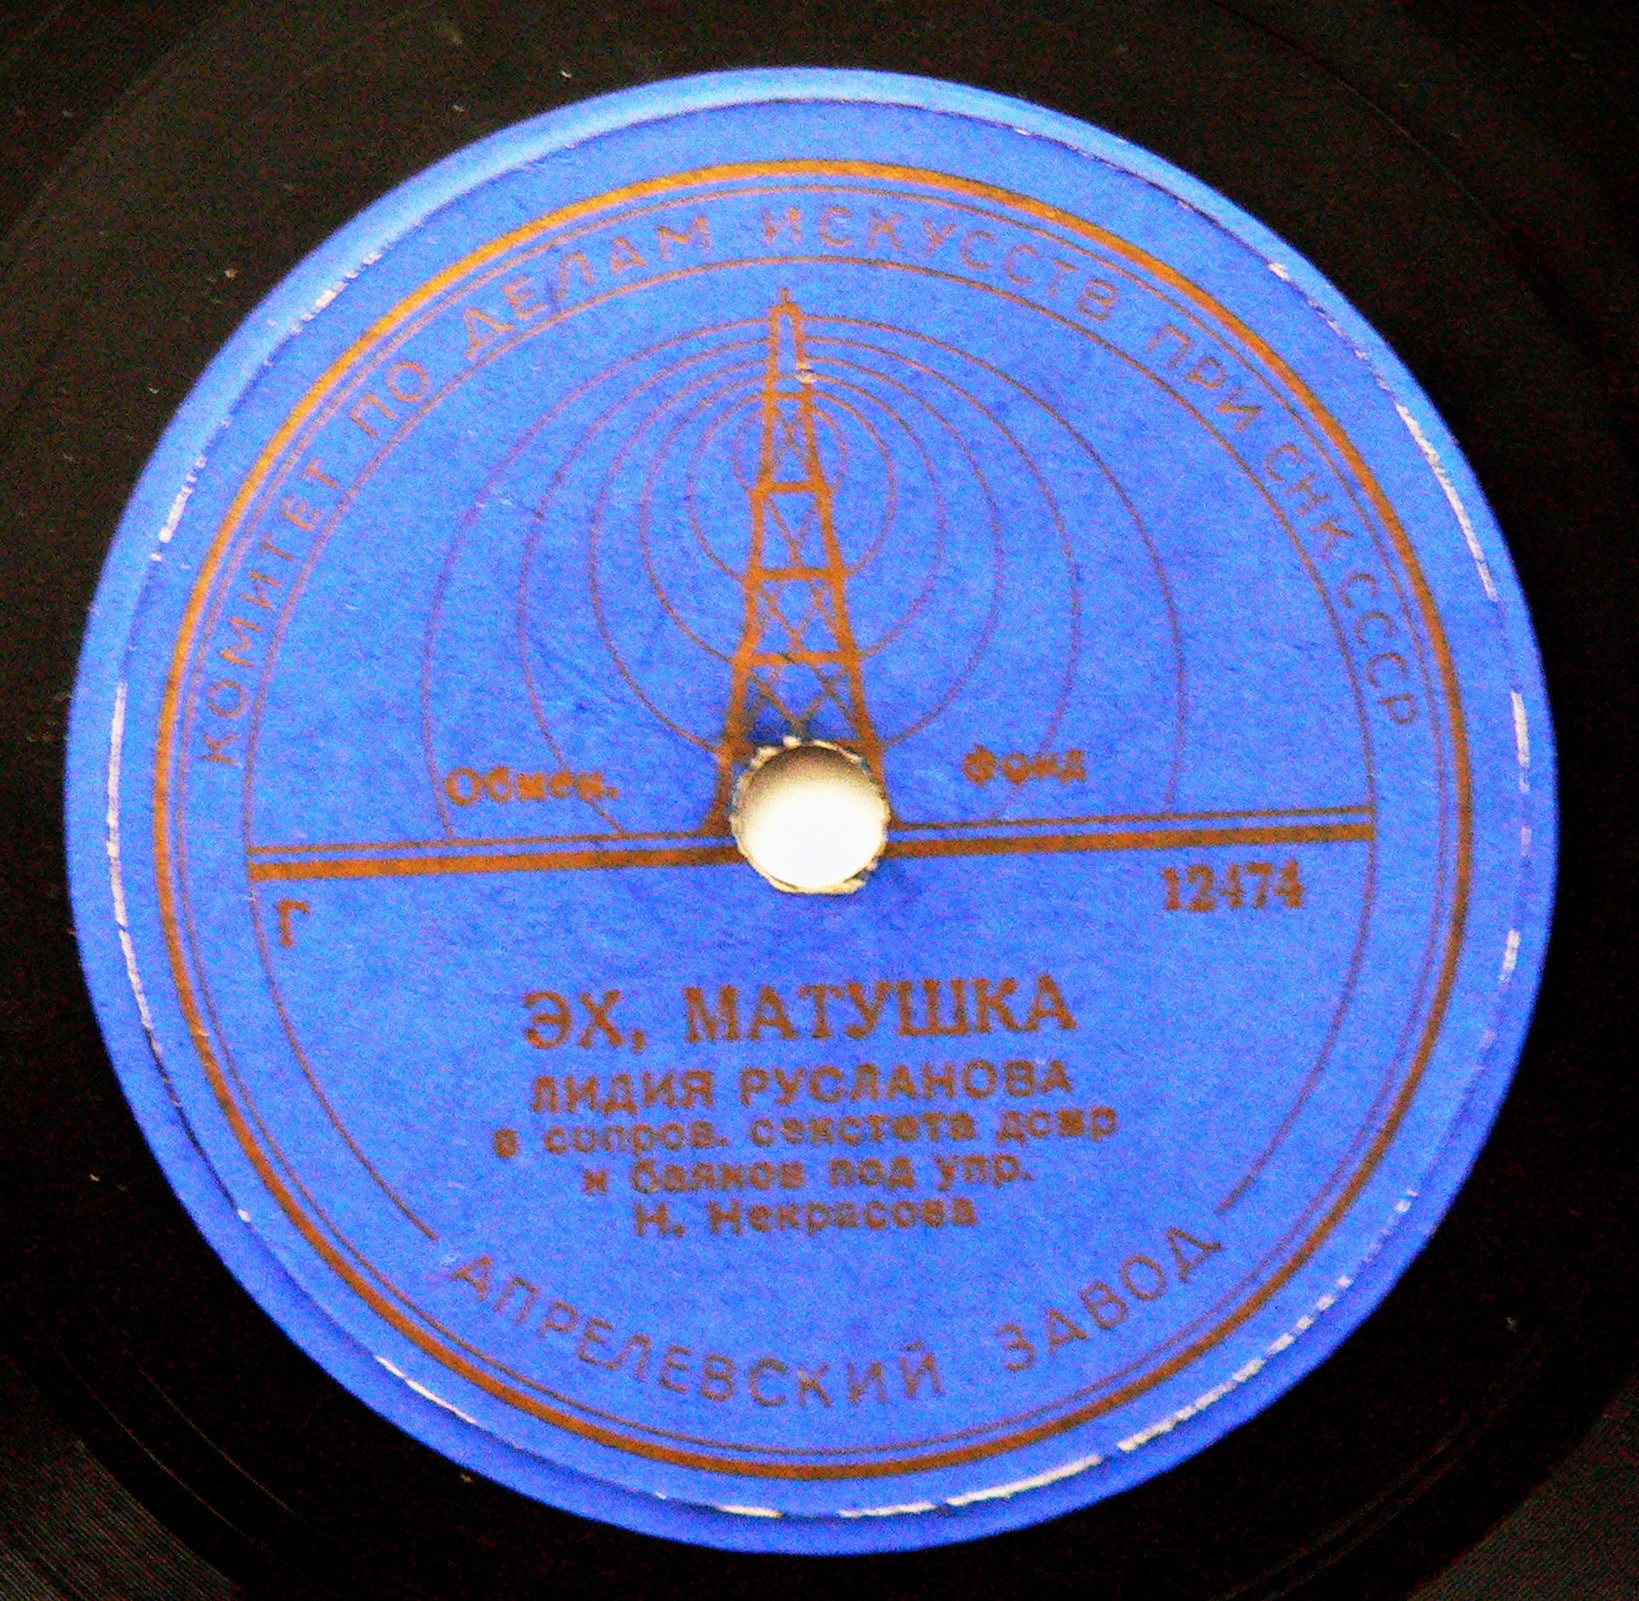 КОМИТЕТ ПО ДЕЛАМ ИСКУССТВ ПРИ СНК СССР
Обмен. Фонд
Г 12474
ЭХ, МАТУШКА
ЛИДИЯ РУСЛАНОВА
в сопров. секстета домр
и баянов под упр.
Н. Некрасова
АПРЕЛЕВСКИЙ ЗАВОД